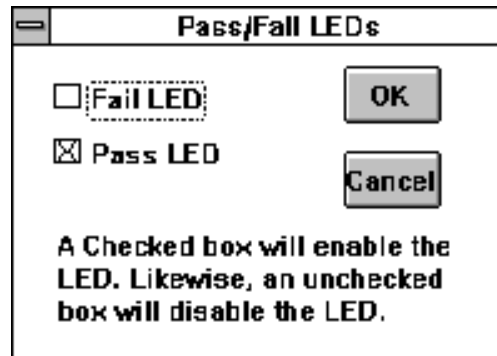 Pass/Fall LEDs
Fail LED
OK
Pass LED
Cancel
A Checked box will enable the
LED. Likewise, an unchecked
box will disable the LED.